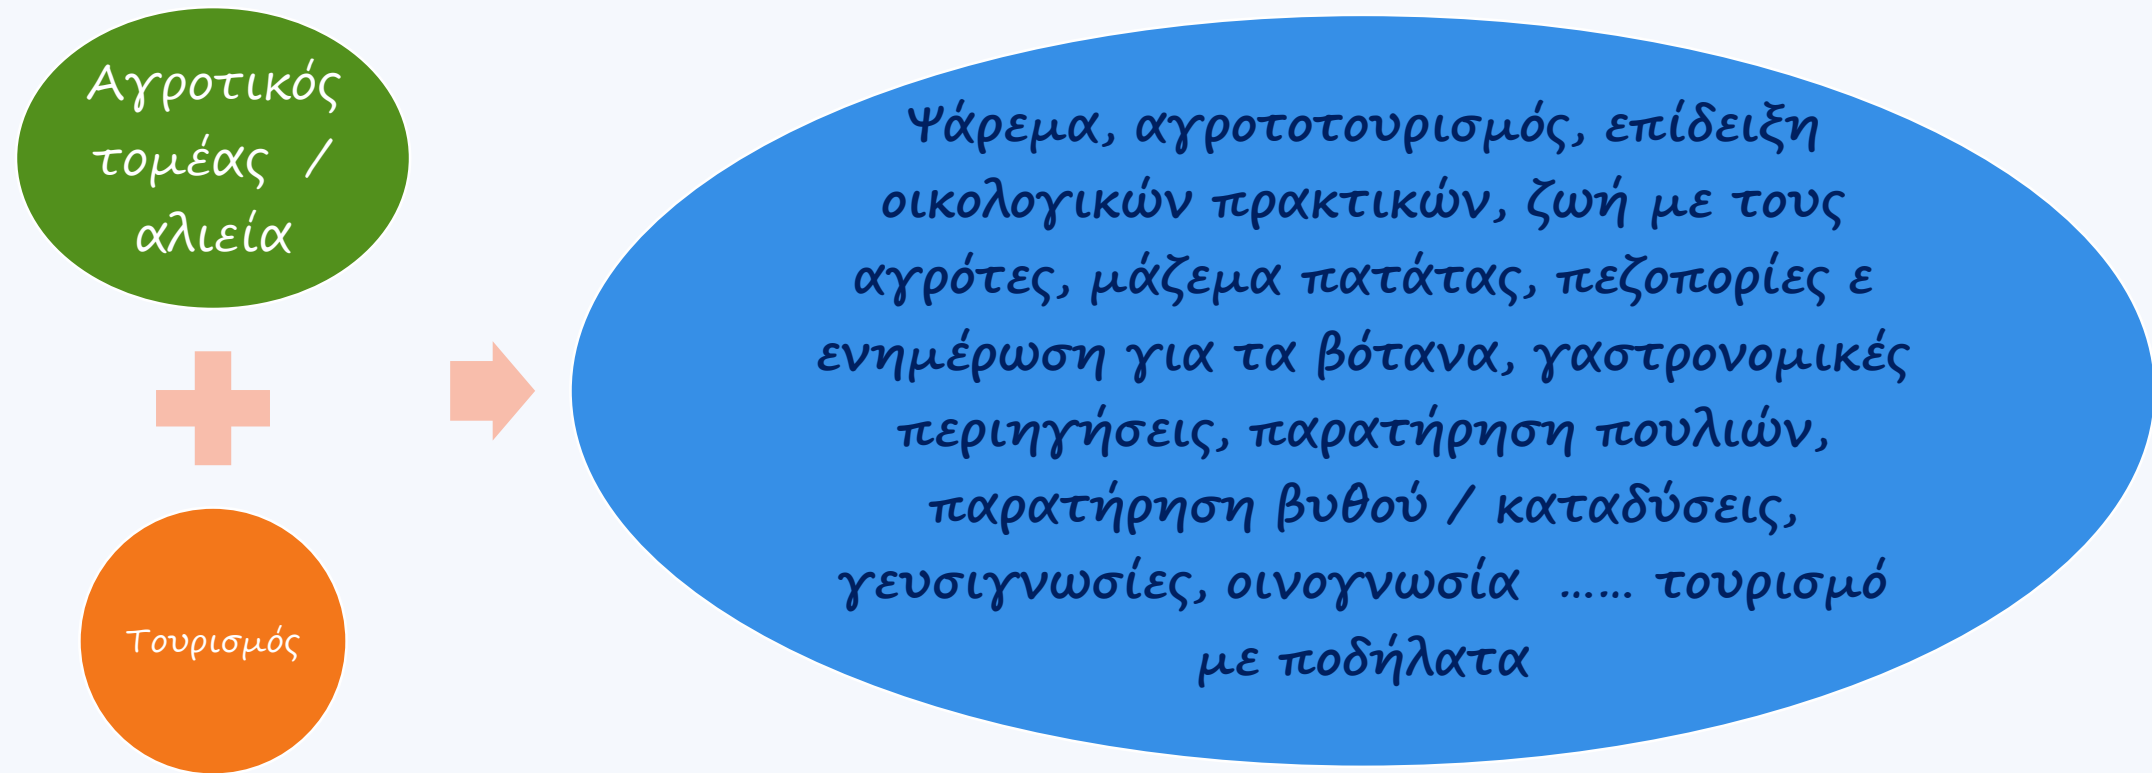 Αγροτικός
τομέας /
αλιεία
Τουρισμός
Ψάρεμα, αγροτοτουρισμός, επίδειξη
οικολογικών πρακτικών, ζωή με τους
αγρότες, μάζεμα πατάτας, πεζοπορίες ε
ενημέρωση για τα βότανα, γαστρονομικές
περιηγήσεις, παρατήρηση πουλιών,
παρατήρηση βυθού / καταδύσεις,
γευσιγνωσίες, οινογνωσία ...... τουρισμό
με ποδήλατα